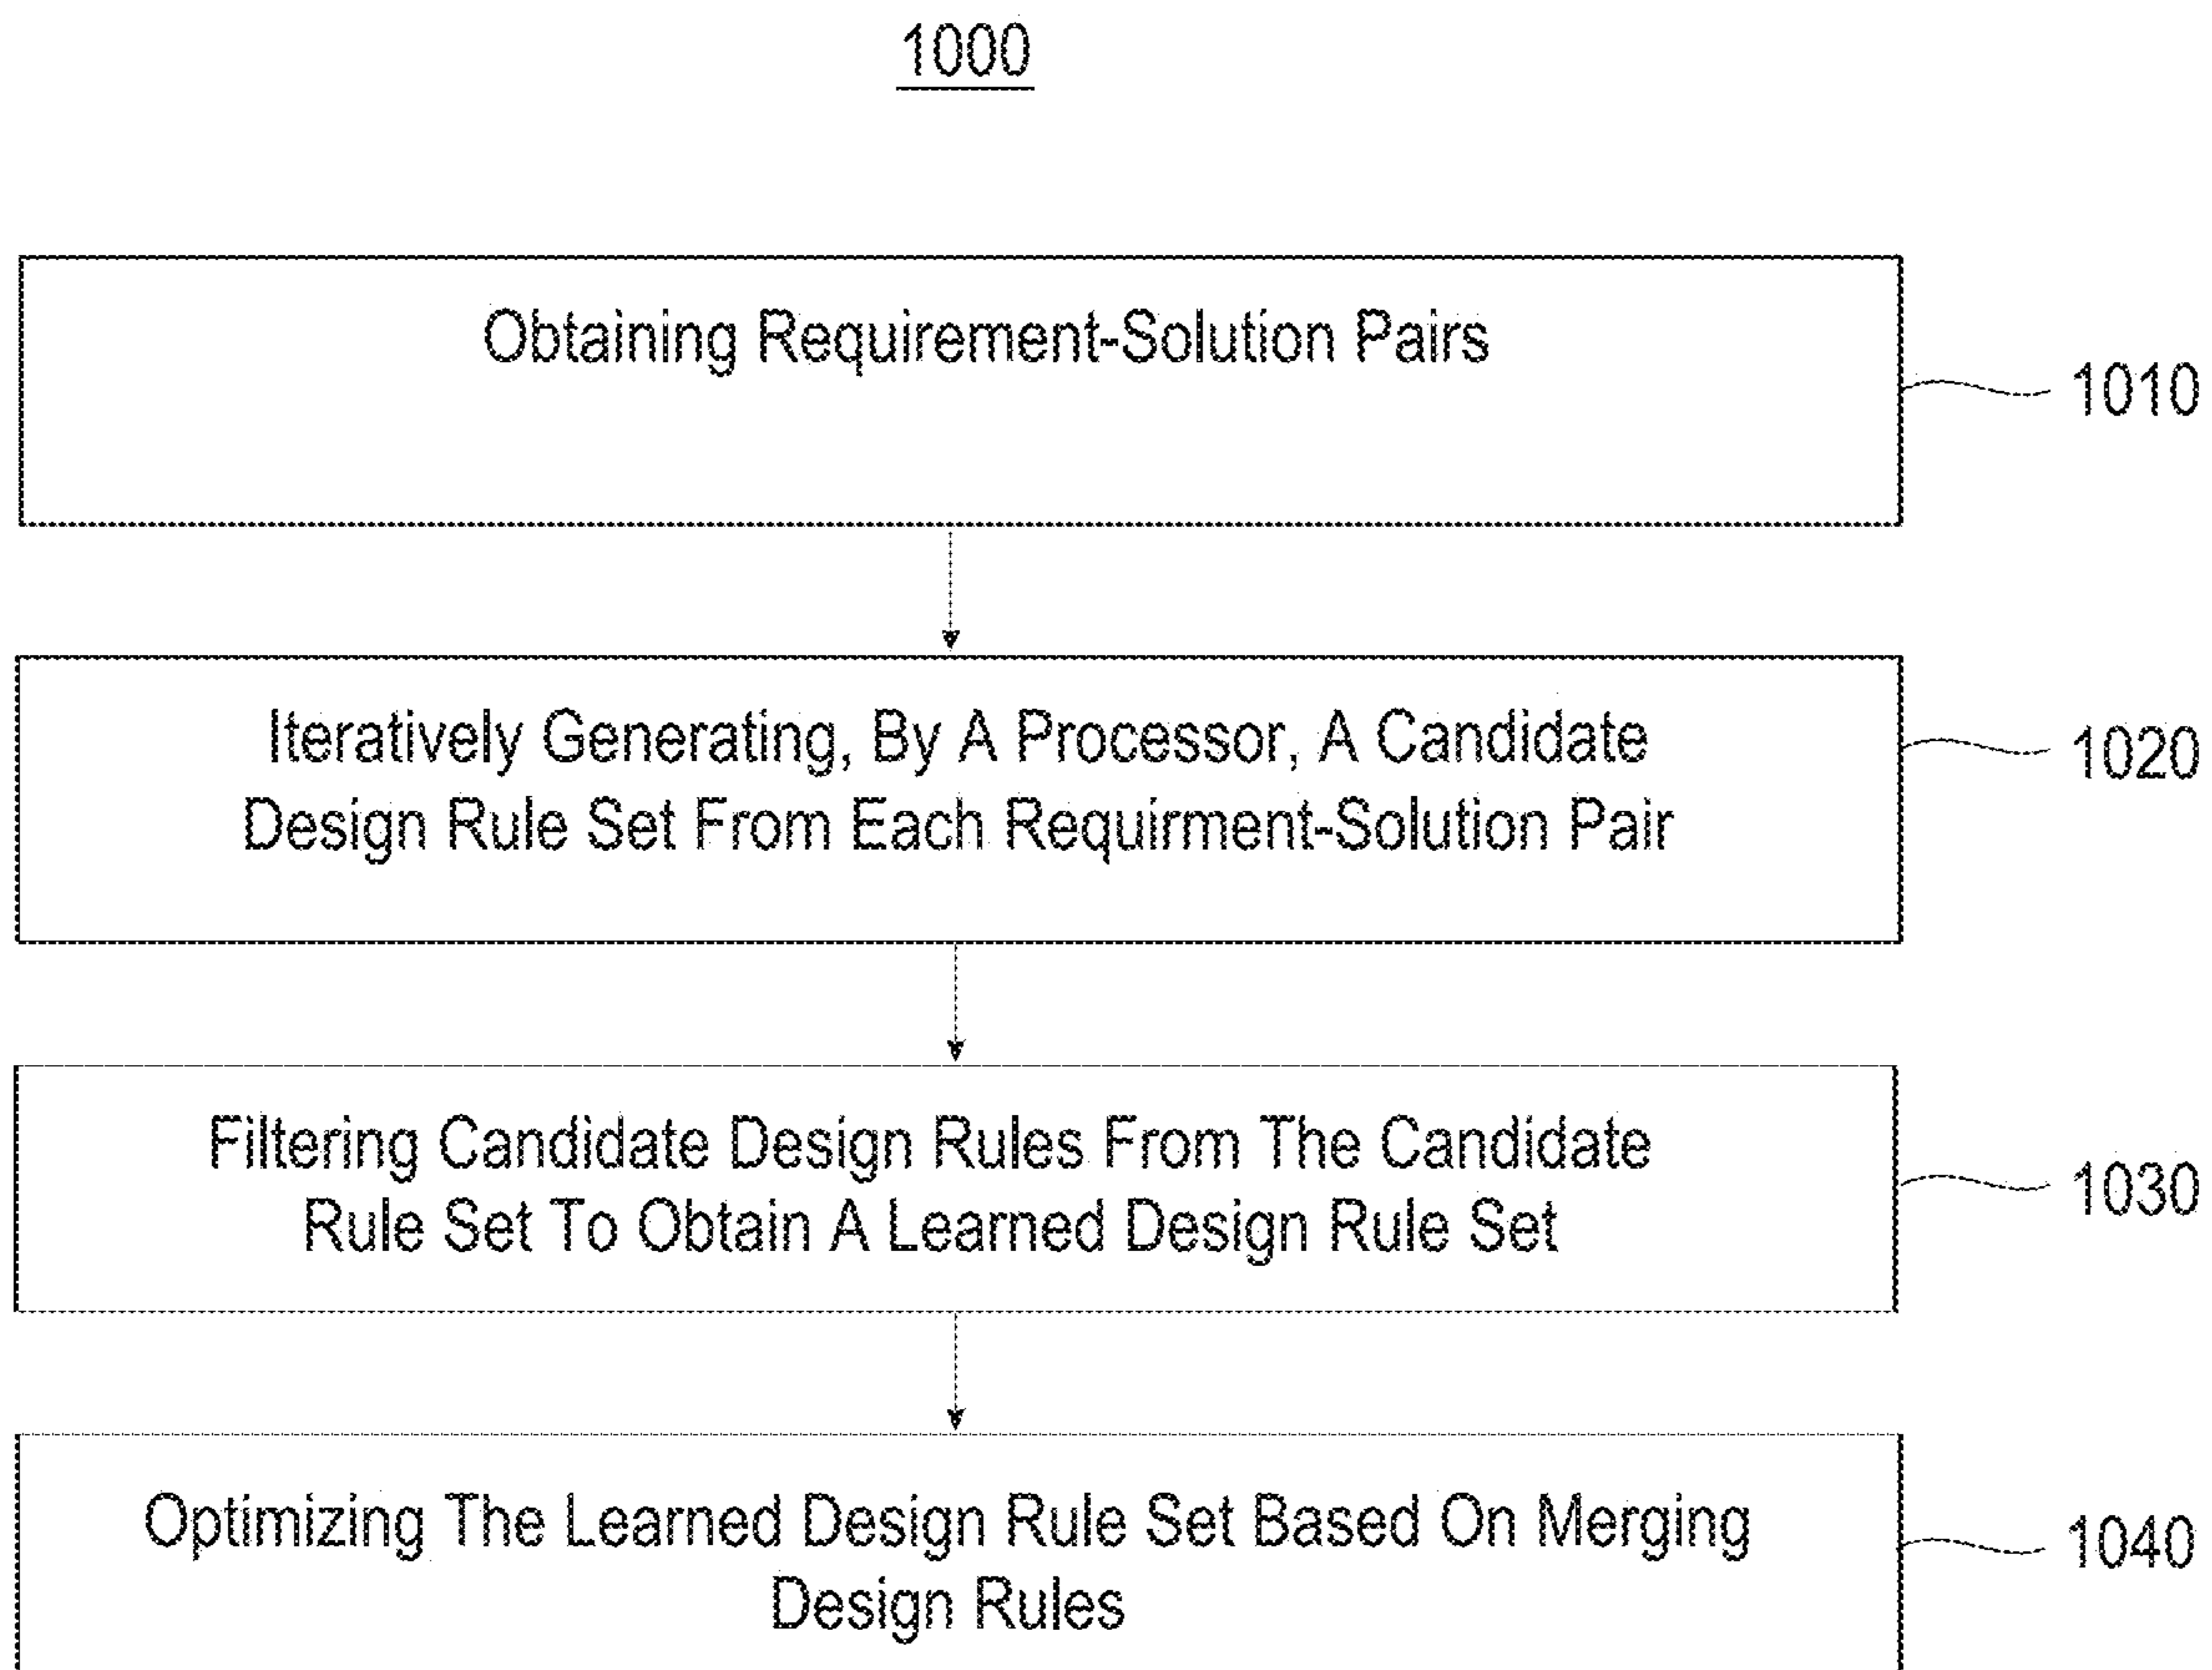 1000
Obtaining Requirement-Solution Pairs
1010
Iteratively Generating, By A Processor, A Candidate
Design Rule Set From Each Requirment-Solution Pair
1020
Filtering Candidate Design Rules From The Candidate
Rule Set To Obtain A Learned Design Rule Set
1030
Optimizing The Learned Design Rule Set Based On Merging
Design Rules
1040